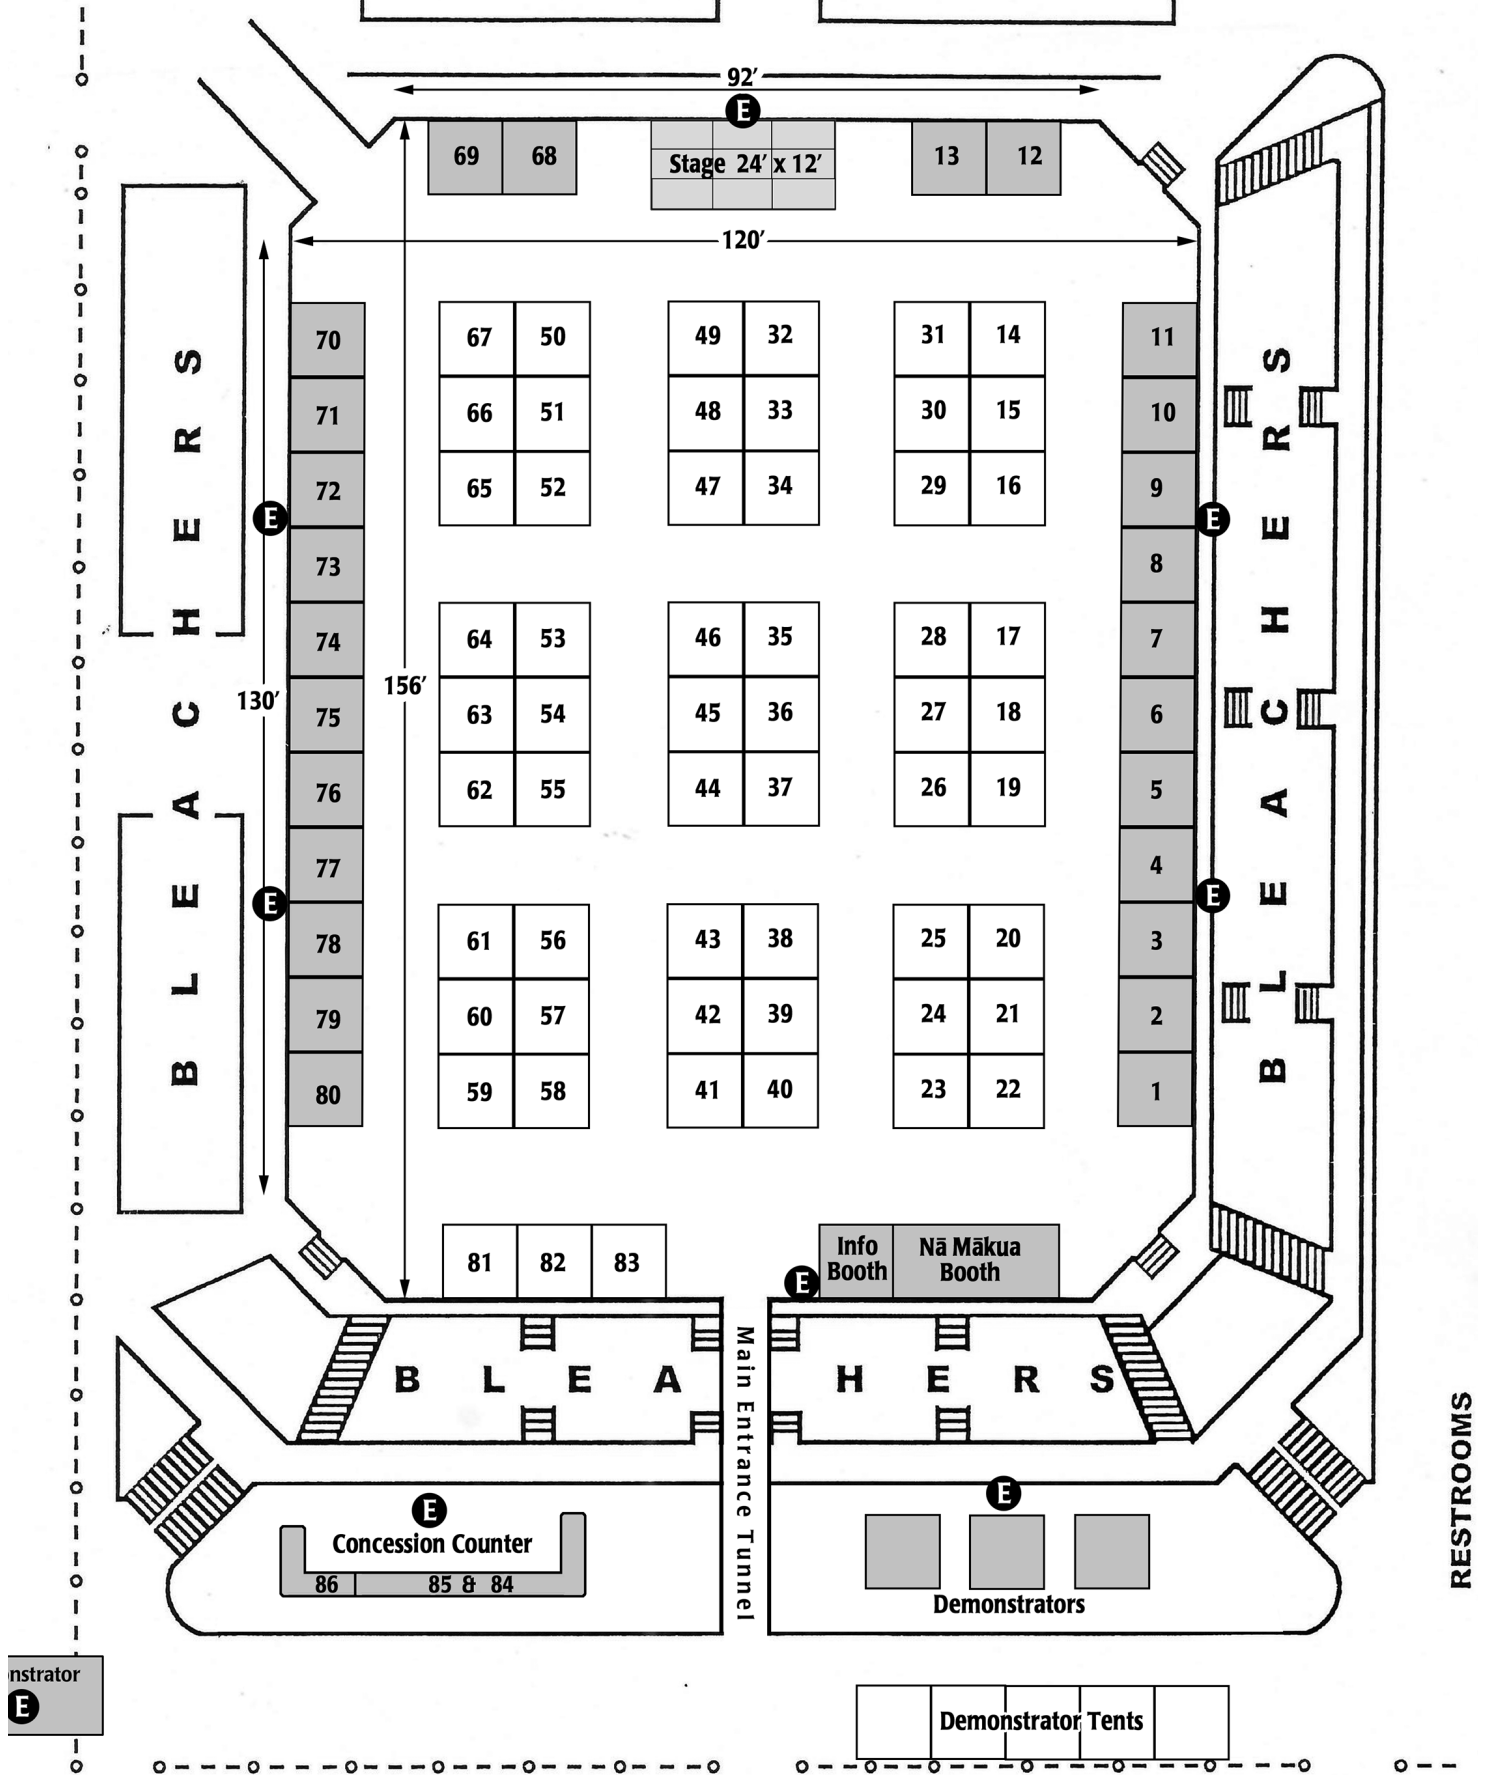 92’
E
69 68 Stage 24’ x 12’ 13 12
120’
70 67 50 49 32 31 14 11
71 66 51 48 33 30 15 10
72 65 52 47 34 29 16 9
E E
73 8
74 64 53 46 35 28 17 7
130’ 156’
75 63 54 45 36 27 18 6
76 62 55 44 37 26 19 5
77 4
E E
78 61 56 43 38 25 20 3
79 60 57 42 39 24 21 2
80 59 58 41 40 23 22 1
BLEACHERS
BLEACHERS
81 82 83
E
Info
Booth
Nā Mākua
Booth
B L E A H E R S
Main Entrance Tunnel
E
Concession Counter
86 85 & 84
E
Demonstrators
RESTROOMS
nstrator
E
Demonstrator Tents